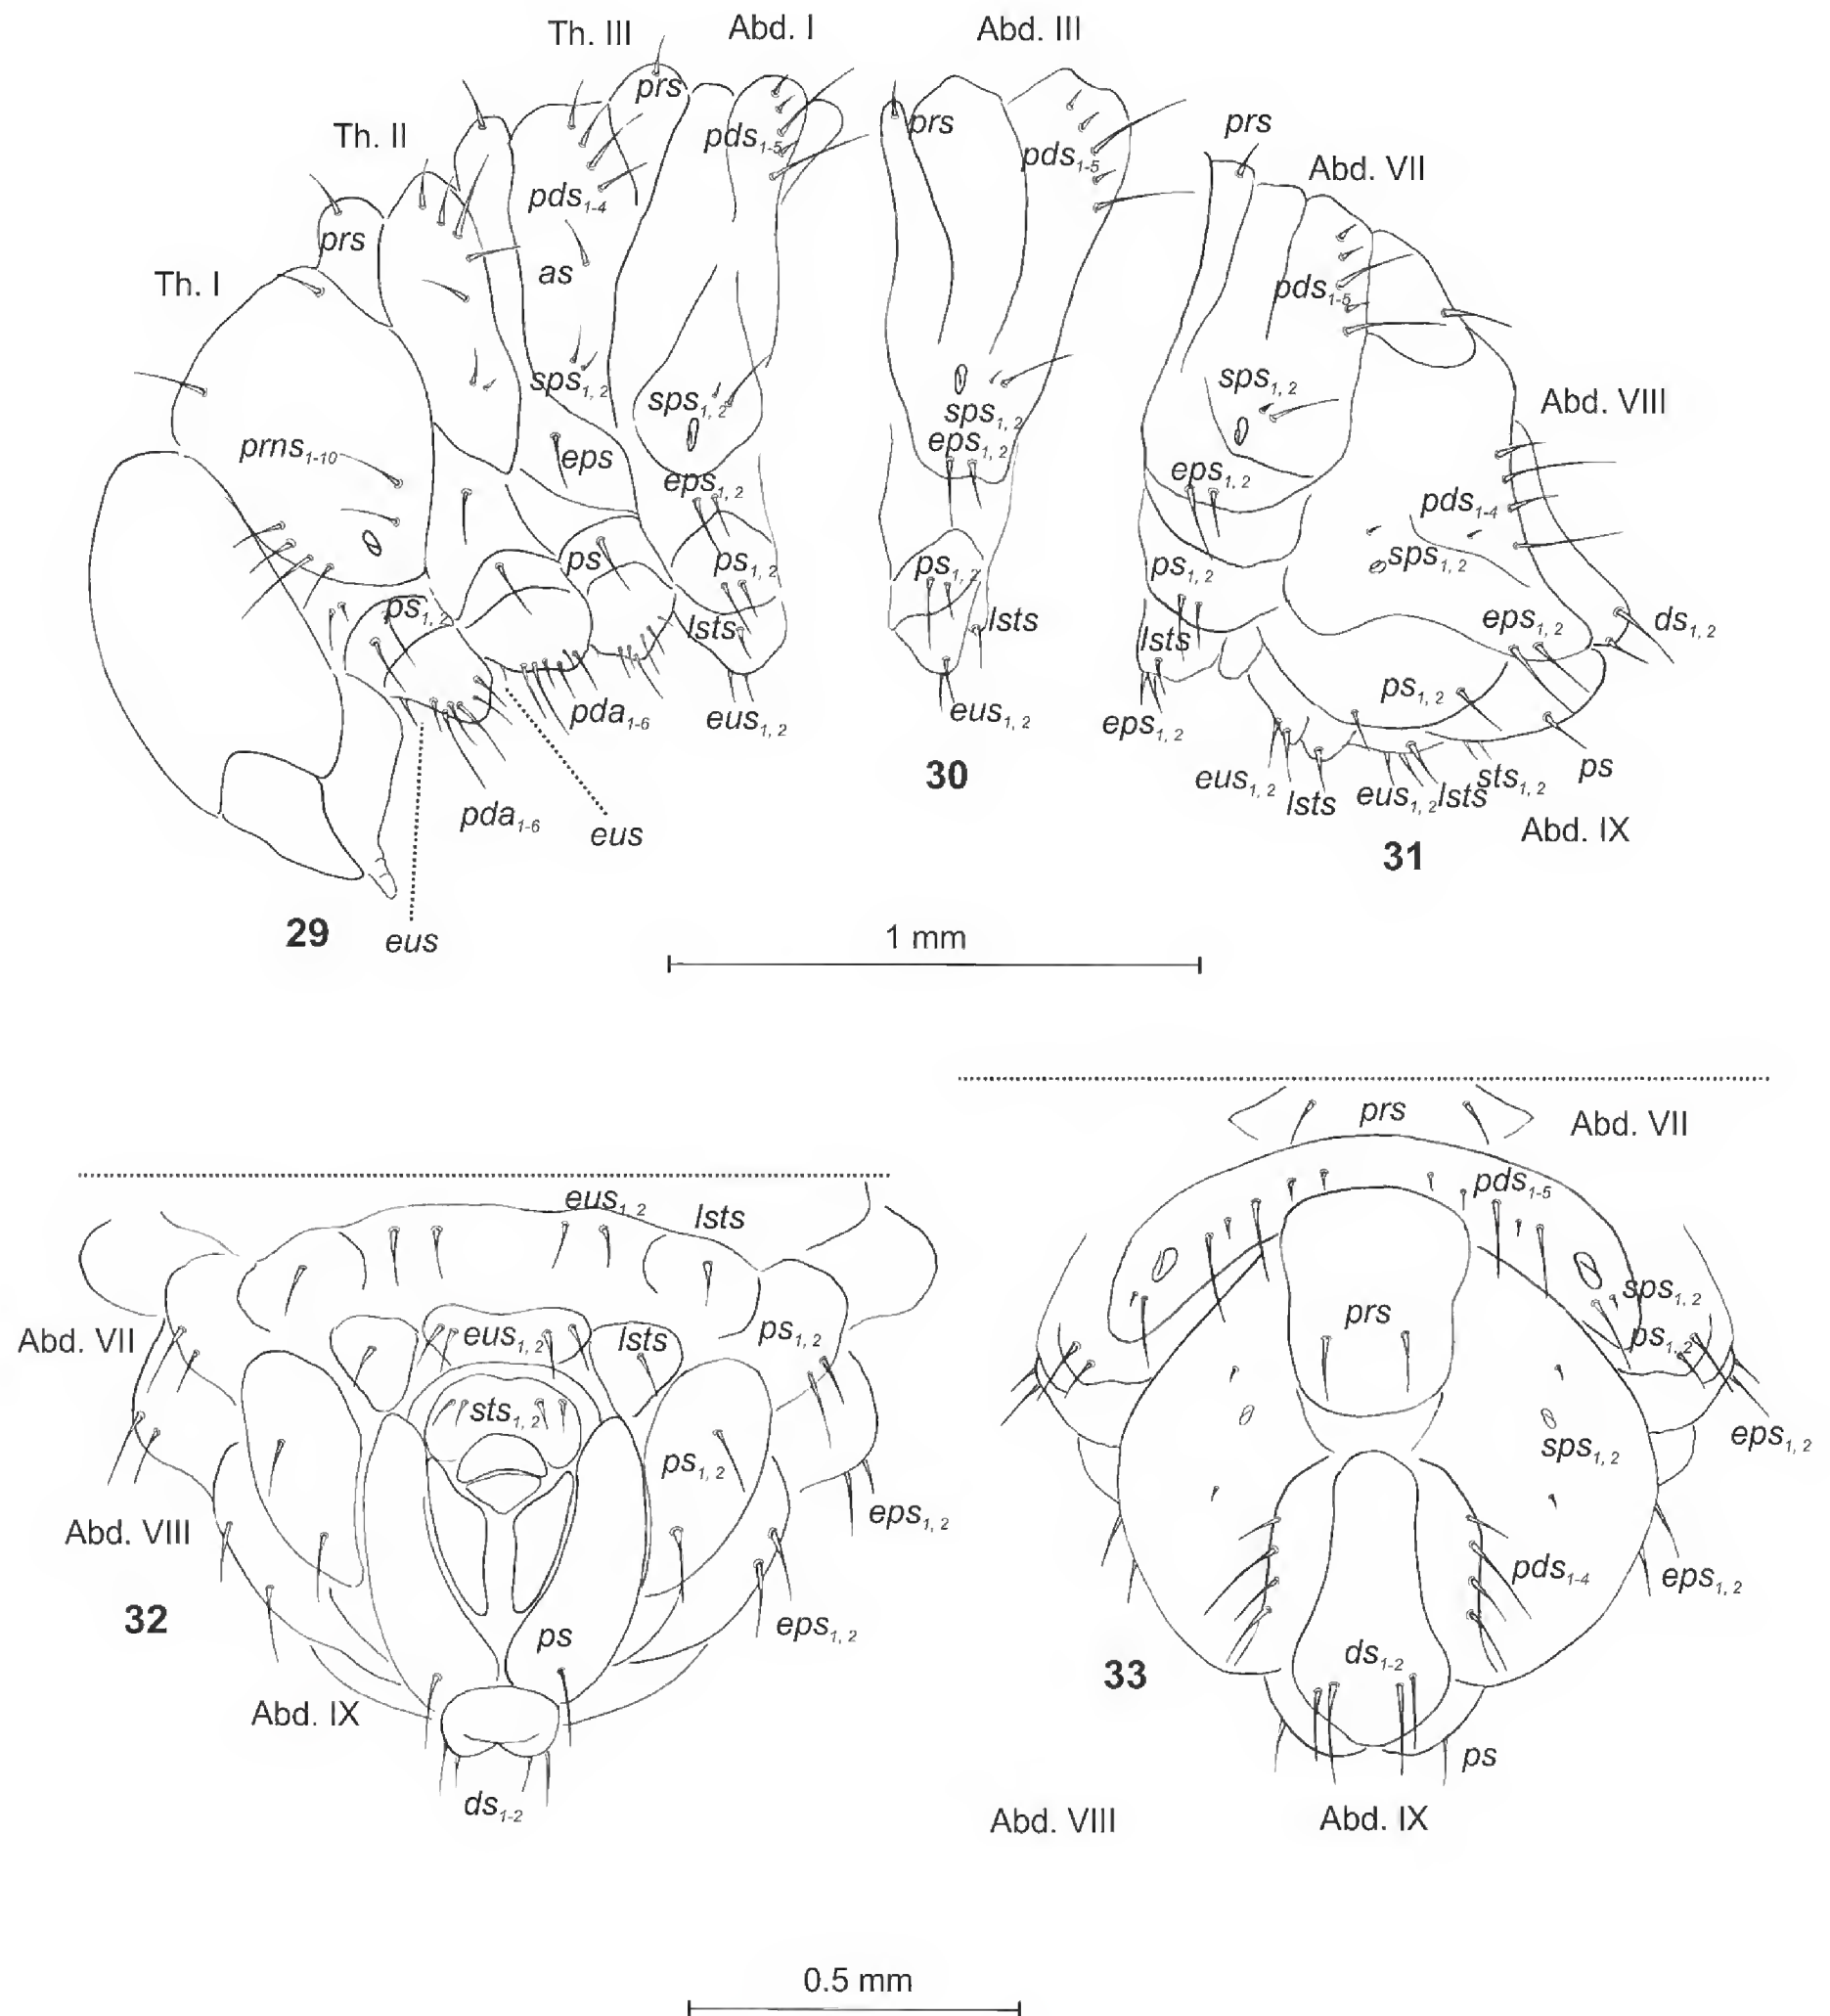 Th. III Abd. I Abd. III
prs
Th. II pds1-5 prs pds1-5 prs
Abd. VII
pds1-4
prs
as
Th. I
pds1-5
sps1, 2 sps1, 2 sps1, 2 sps1, 2
Abd. VIII
prns1-10 eps eps1, 2 eps1, 2 eps1, 2
pds1-4
sps1, 2
ps ps1, 2 ps1, 2 ps1, 2
ps1, 2 lsts lsts lsts eps1, 2 ds1, 2
ps1, 2
pda1-6 eus1, 2 eus1, 2 eps1, 2
eus1, 2 lsts eus1, 2 lsts sts1, 2 ps
pda1-6 eus 30 Abd. IX
31
29 eus
1 mm
prs Abd. VII
eus1, 2 lsts
pds1-5
sps1, 2
Abd. VII eus1, 2 lsts ps1, 2
prs ps1, 2
sts1, 2
ps1, 2
eps1, 2
sps1, 2
Abd. VIII eps1, 2
pds1-4 eps1, 2
32 ps eps1, 2
33 ds1-2
Abd. IX
ps
ds1-2
Abd. VIII Abd. IX
0.5 mm